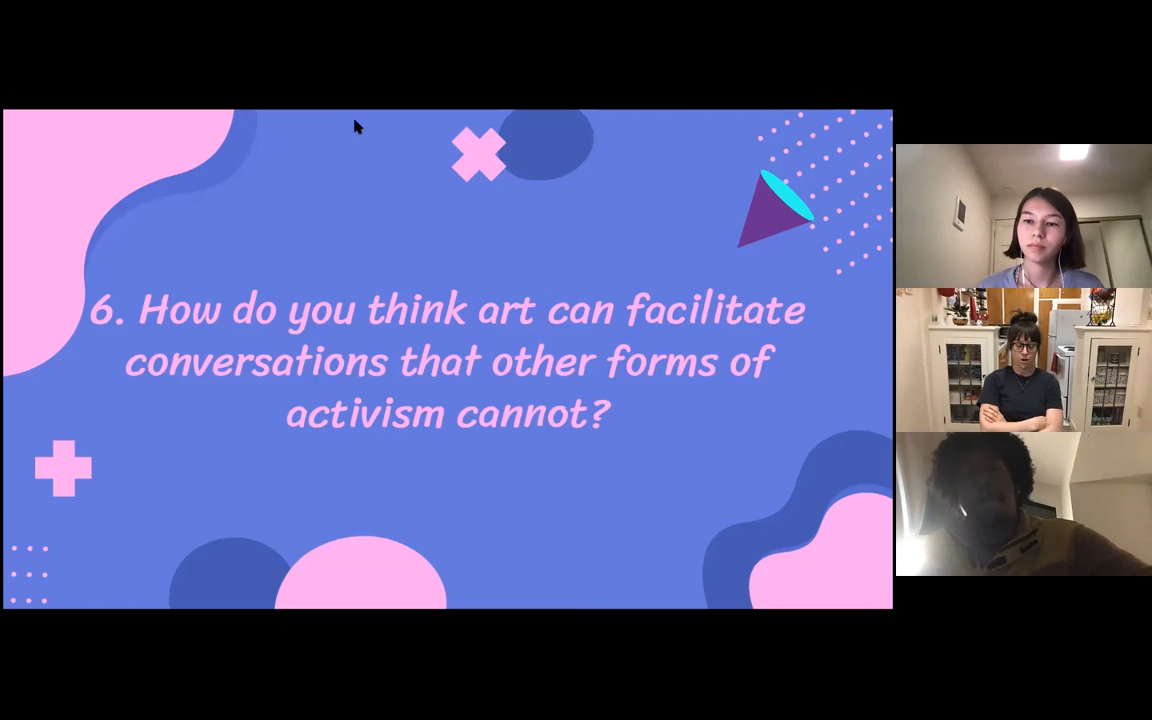 6. How do you think art can facilitate
conversations that other forms of
activism cannot?